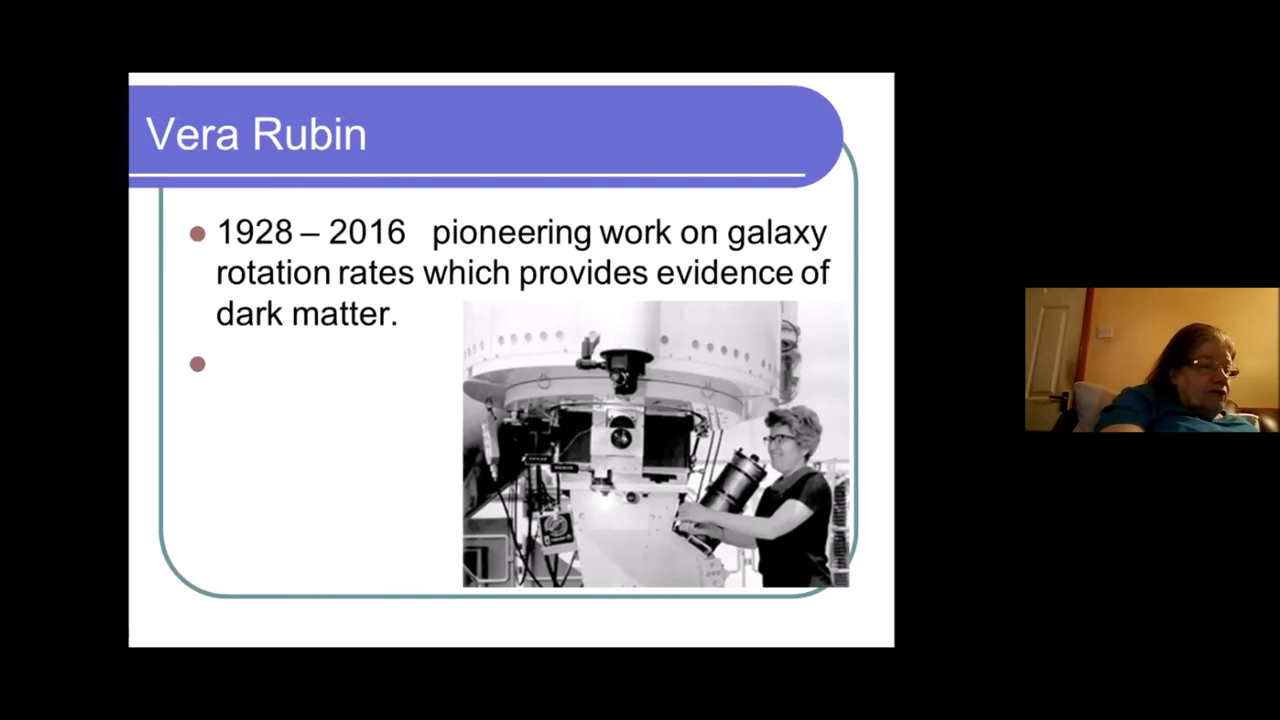 Vera Rubin
1928 – 2016 pioneering work on galaxy
rotation rates which provides evidence of
dark matter.